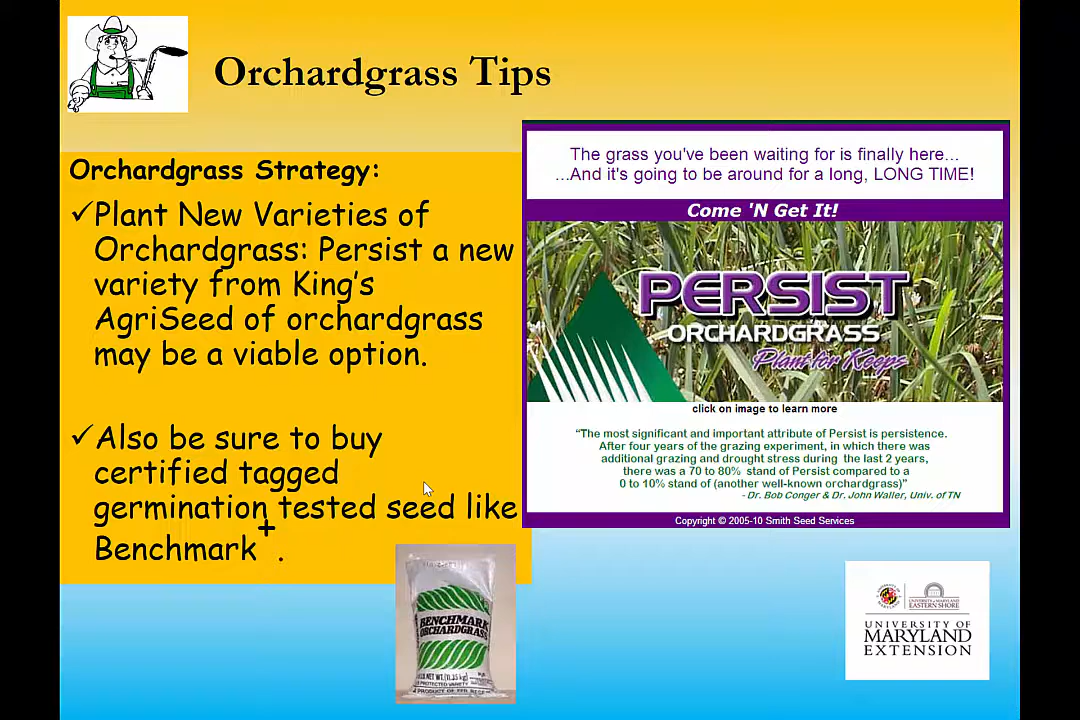 Orchardgrass Tips
Orchardgrass Strategy:
✓Plant New Varieties of
Orchardgrass: Persist a new
variety from King's
AgriSeed of orchardgrass
may be a viable option.
✓Also be sure to buy
certified tagged
germination tested seed like
Benchmark+.
The grass you've been waiting for is finally here...
...And it's going to be around for a long, LONG TIME!
Come 'N Get It!
PERSIST
ORCHARDGRASS
Plant for Keeps
click on image to learn more
"The most significant and important attribute of Persist is persistence.
After four years of the grazing experiment, in which there was
additional grazing and drought stress during the last 2 years,
there was a 70 to 80% stand of Persist compared to a
0 to 10% stand of (another well-known orchardgrass)"
- Dr. Bob Conger & Dr. John Waller, Univ. of TN
Copyright © 2005-10 Smith Seed Services
BENCHMARK
ORCHARDGRASS
NET WT. (11.35 kg)
A PRODUCT OF
UNIVERSITY OF MARYLAND
EASTERN SHORE
UNIVERSITY OF
MARYLAND
EXTENSION